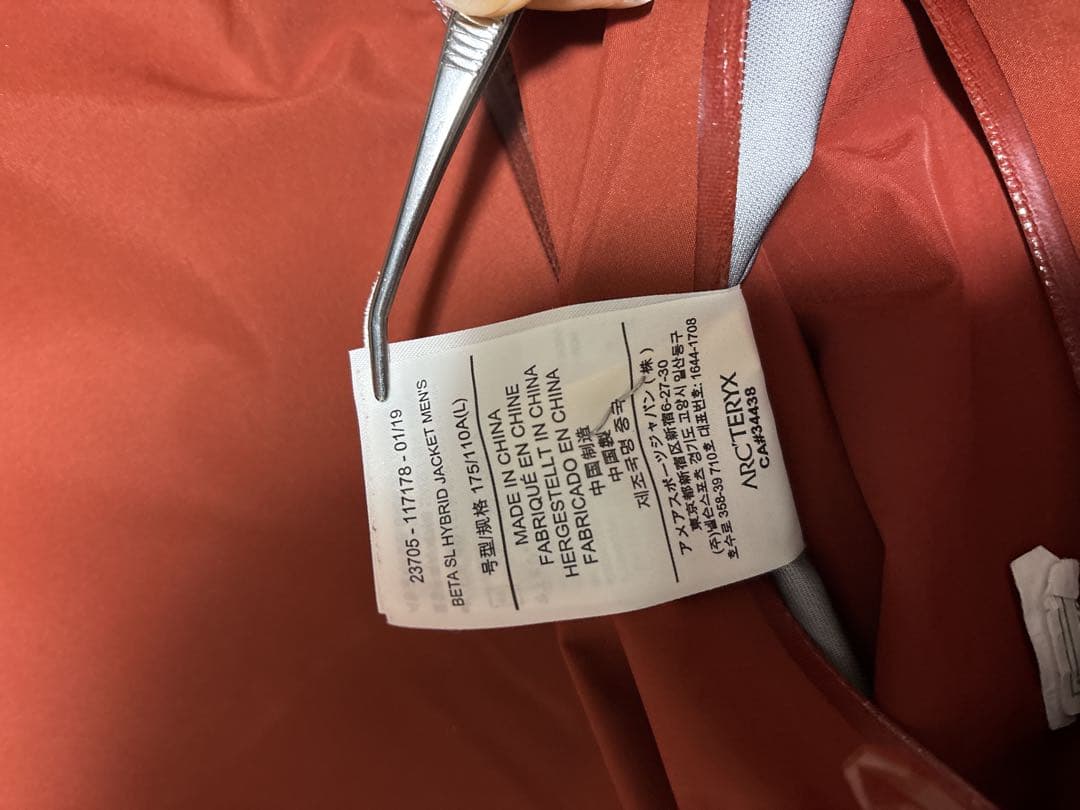 23705 - 117178 - 01/19
BETA SL HYBRID JACKET MEN'S
号型/规格 175/110A(L)
MADE IN CHINA
FABRIQUÉ EN CHINE
HERGESTELLT IN CHINA
FABRICADO EN CHINA
中国制造
中国製
제조국명 중국
アメアスポーツジャパン(株)
東京都新宿区新宿6-27-30
(주)넬슨스포츠 경기도 고양시 일산동구
호수로 358-39 710호 대표번호: 1644-1708
ARC'TERYX
CA#34438